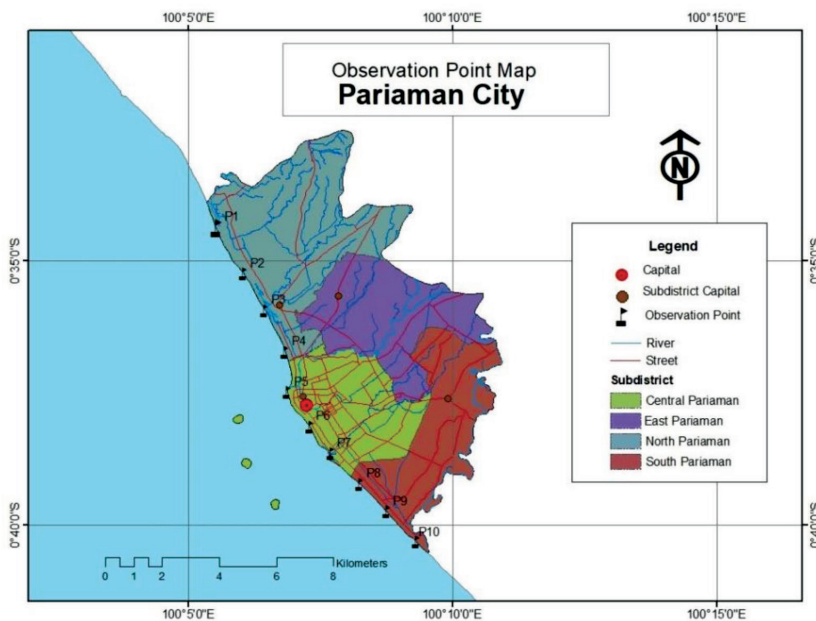 100°5'0"E 100°10'0"E 100°15'0"E
Observation Point Map
Pariaman City
N
P1
P2
P3
P4
P5
P6
P7
P8
P9
P10
0°35'0"S 0°35'0"S
0°40'0"S 0°40'0"S
Legend
Capital
Subdistrict Capital
Observation Point
River
Street
Subdistrict
Central Pariaman
East Pariaman
North Pariaman
South Pariaman
Kilometers
0 1 2 4 6 8
100°5'0"E 100°10'0"E 100°15'0"E